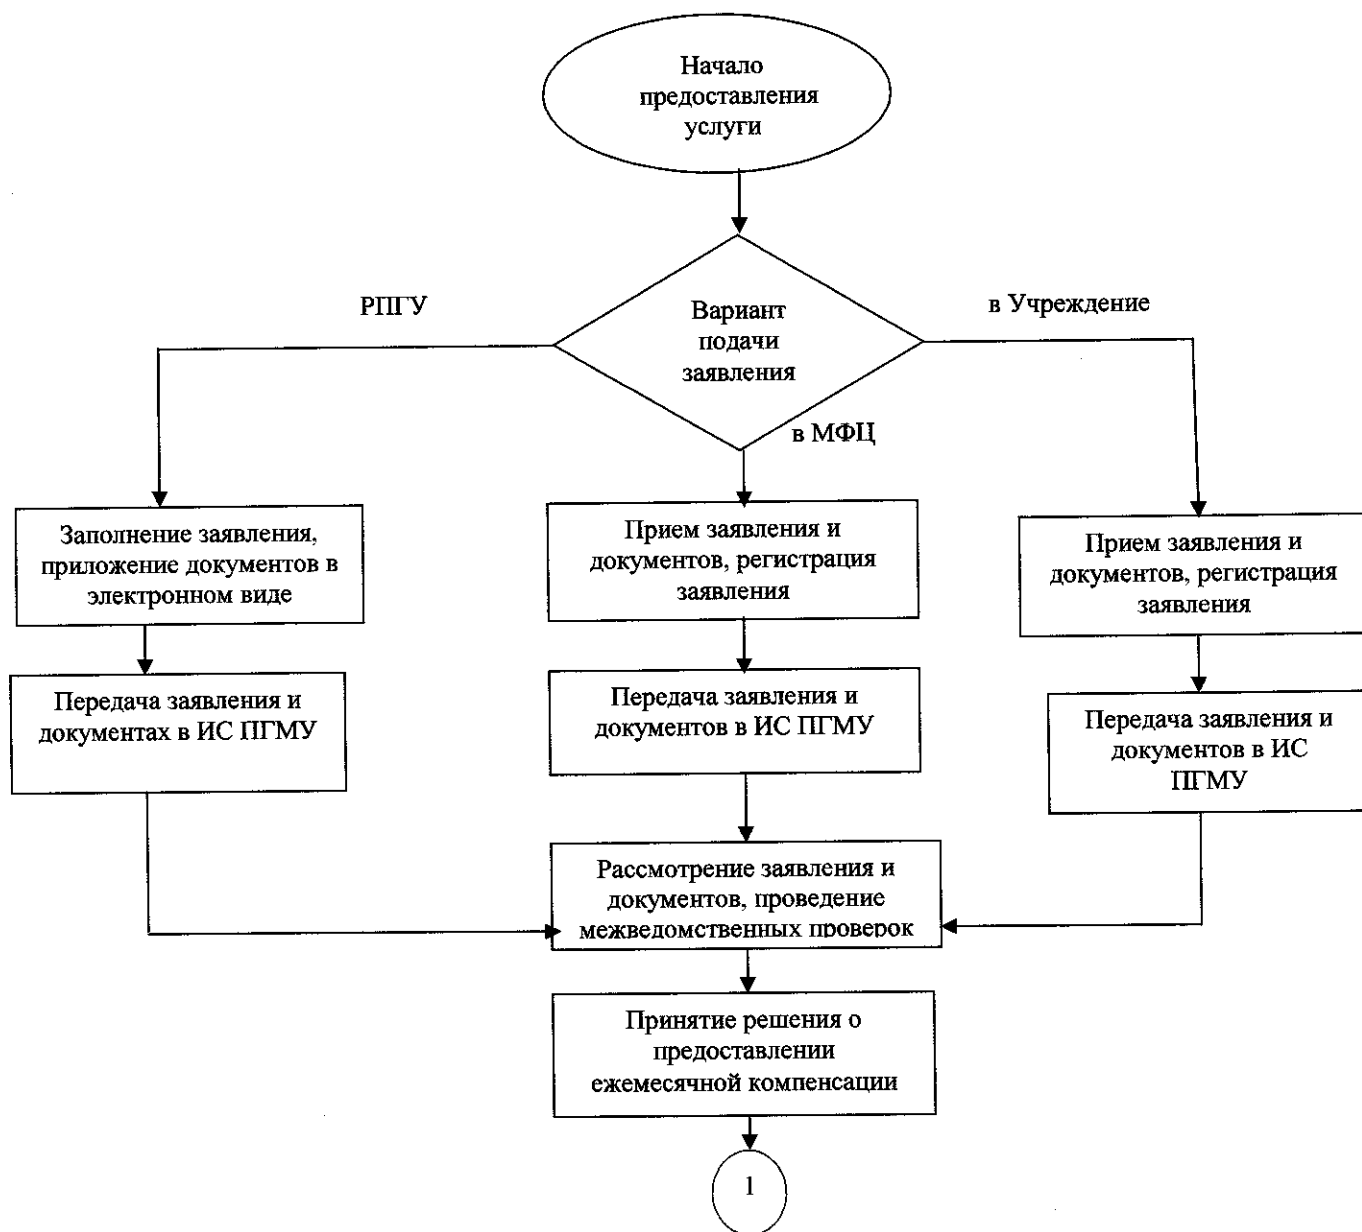 Начало
предоставления
услуги
РПГУ
Вариант
подачи
заявления
в Учреждение
в МФЦ
Заполнение заявления,
приложение документов в
электронном виде
Прием заявления и
документов, регистрация
заявления
Прием заявления и
документов, регистрация
заявления
Передача заявления и
документах в ИС ПГМУ
Передача заявления и
документов в ИС ПГМУ
Передача заявления и
документов в ИС
ПГМУ
Рассмотрение заявления и
документов, проведение
межведомственных проверок
Принятие решения о
предоставлении
ежемесячной компенсации
1